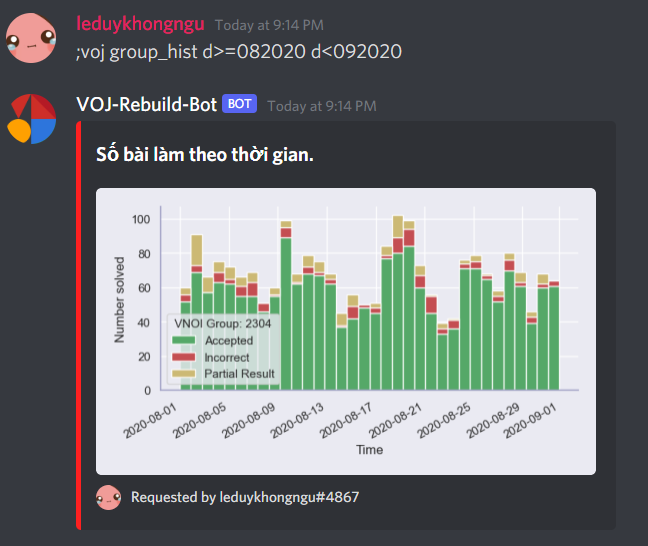 leduykhongngu Today at 9:14 PM
;voj group_hist d>=082020 d<092020
VOJ-Rebuild-Bot BOT Today at 9:14 PM
Số bài làm theo thời gian.
100
80
60
40
20
0
Number solved
VNOI Group: 2304
Accepted
Incorrect
Partial Result
2020-08-01
2020-08-05
2020-08-09
2020-08-13
2020-08-17
2020-08-21
2020-08-25
2020-08-29
2020-09-01
Time
Requested by leduykhongngu#4867